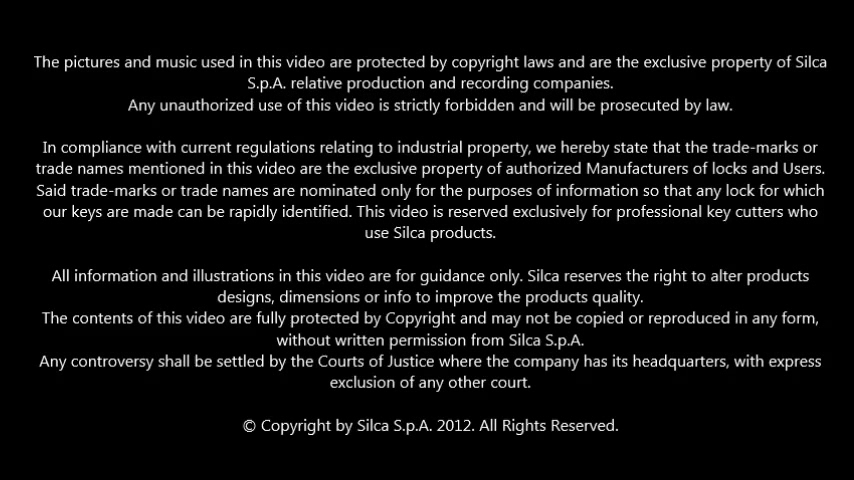 The pictures and music used in this video are protected by copyright laws and are the exclusive property of Silca
S.p.A. relative production and recording companies.
Any unauthorized use of this video is strictly forbidden and will be prosecuted by law.
In compliance with current regulations relating to industrial property, we hereby state that the trade-marks or
trade names mentioned in this video are the exclusive property of authorized Manufacturers of locks and Users.
Said trade-marks or trade names are nominated only for the purposes of information so that any lock for which
our keys are made can be rapidly identified. This video is reserved exclusively for professional key cutters who
use Silca products.
All information and illustrations in this video are for guidance only. Silca reserves the right to alter products
designs, dimensions or info to improve the products quality.
The contents of this video are fully protected by Copyright and may not be copied or reproduced in any form,
without written permission from Silca S.p.A.
Any controversy shall be settled by the Courts of Justice where the company has its headquarters, with express
exclusion of any other court.
© Copyright by Silca S.p.A. 2012. All Rights Reserved.